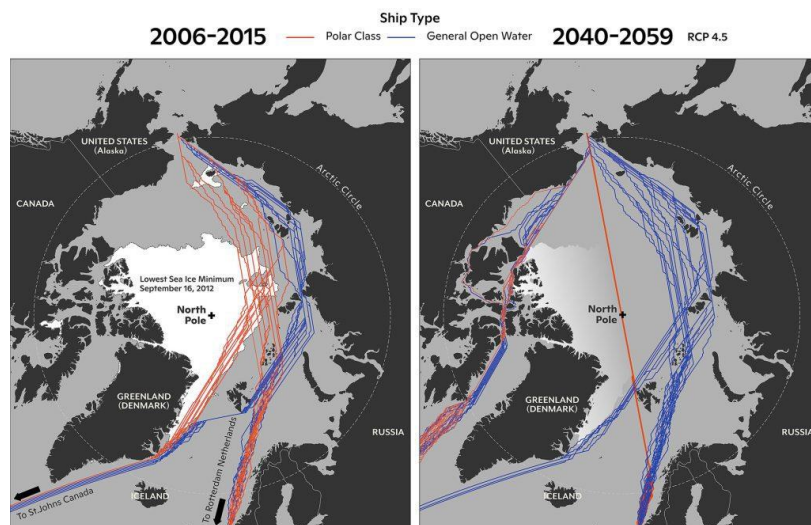 Ship Type
2006–2015
Polar Class
General Open Water
2040–2059
RCP 4.5
UNITED STATES
(Alaska)
CANADA
Arctic Circle
Lowest Sea Ice Minimum
September 16, 2012
North
Pole
GREENLAND
(DENMARK)
RUSSIA
ICELAND
To St.Johns Canada
To Rotterdam Netherlands
UNITED STATES
(Alaska)
CANADA
Arctic Circle
North
Pole
GREENLAND
(DENMARK)
RUSSIA
ICELAND